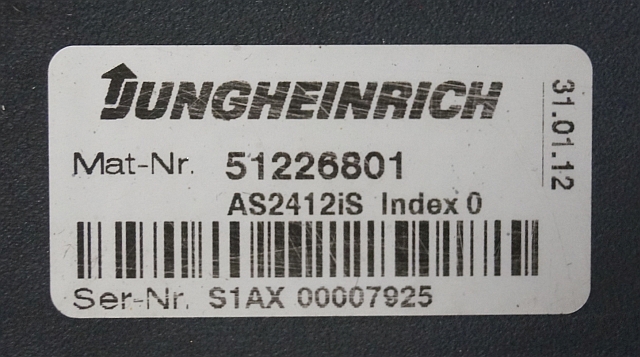 JUNGHEINRICH
Mat-Nr. 51226801
AS2412iS Index 0
Ser-Nr. S1AX 00007925
31.01.12